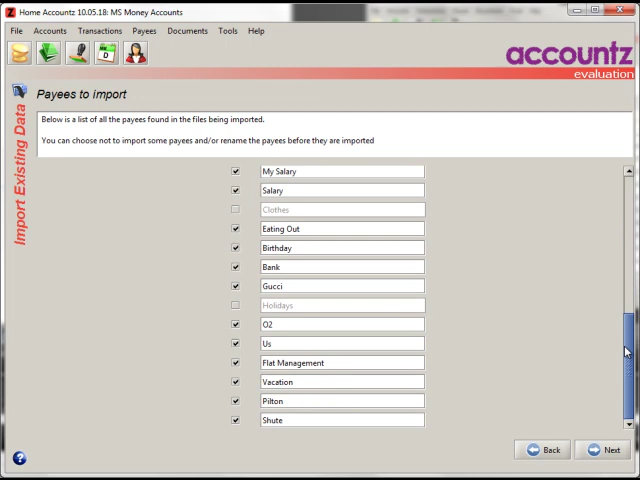 Home Accountz 10.05.18: MS Money Accounts
File Accounts Transactions Payees Documents Tools Help
D
accountz
evaluation
Import Existing Data
Payees to import
Below is a list of all the payees found in the files being imported.
You can choose not to import some payees and/or rename the payees before they are imported
My Salary
Salary
Clothes
Eating Out
Birthday
Bank
Gucci
Holidays
O2
Us
Flat Management
Vacation
Pilton
Shute
Back Next